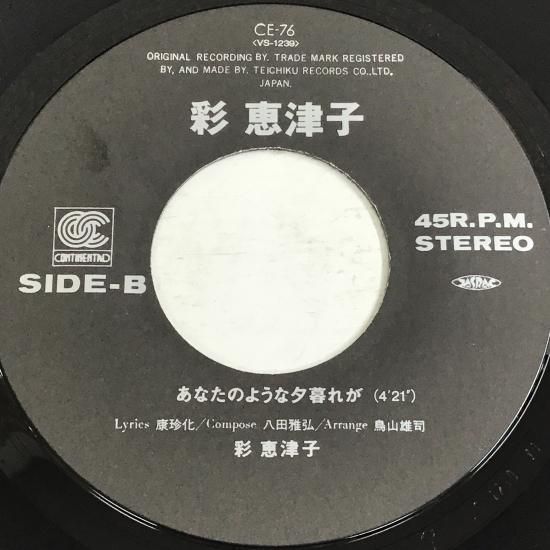 CE-76
〈VS-1239〉
ORIGINAL RECORDING BY. TRADE MARK REGISTERED
BY, AND MADE BY. TEICHIKU RECORDS CO.,LTD.
JAPAN.
彩 恵津子
CONTINENTAL
SIDE-B
45R.P.M.
STEREO
JASRAC
あなたのような夕暮れが (4'21")
Lyrics 康珍化/Compose 八田雅弘/Arrange 鳥山雄司
彩 恵津子